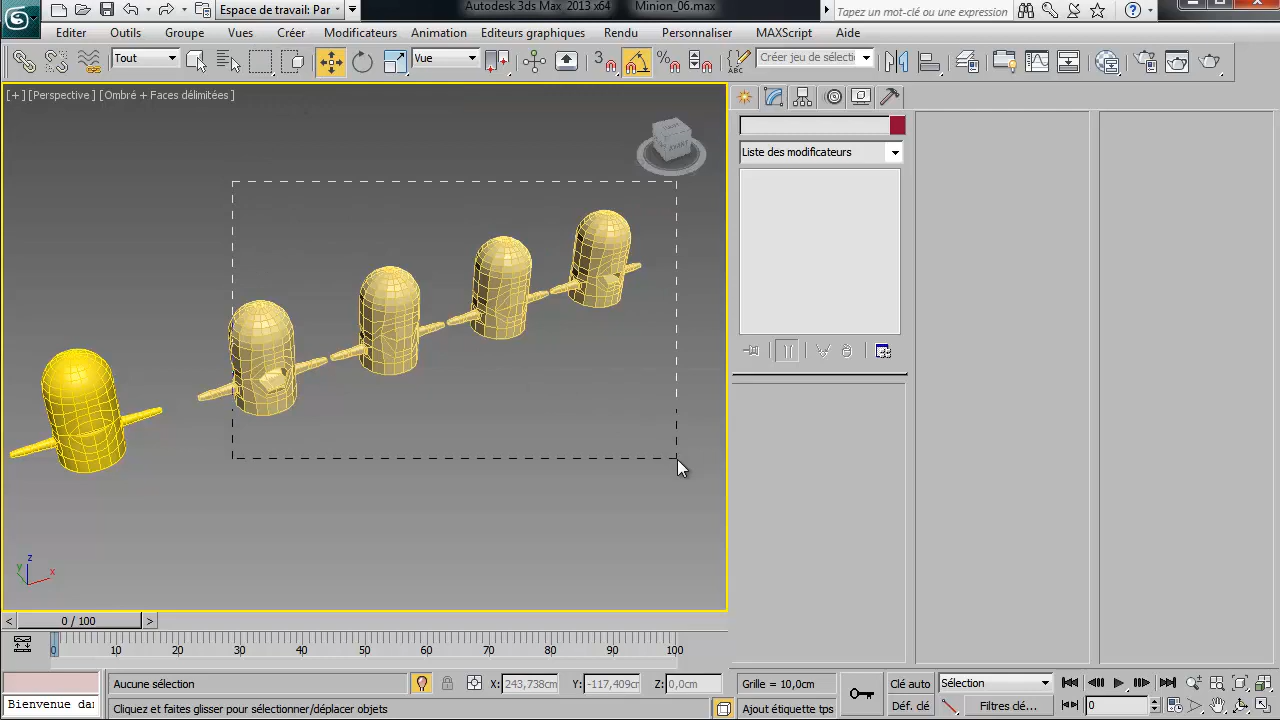 Espace de travail: Par
Autodesk 3ds Max 2013 x64 Minion_06.max
Tapez un mot-clé ou une expression
Editer Outils Groupe Vues Créer Modificateurs Animation Editeurs graphiques Rendu Personnaliser MAXScript Aide
Tout
Vue
3
%
ABC
Créer jeu de sélecti
[+] [Perspective] [Ombré + Faces délimitées]
Liste des modificateurs
z
y
x
< 0 / 100 >
0 10 20 30 40 50 60 70 80 90 100
Aucune sélection X: 243,738cm Y: -117,409cm Z: 0,0cm Grille = 10,0cm Clé auto Sélection
Bienvenue dan Cliquez et faites glisser pour sélectionner/déplacer objets Ajout étiquette tps Déf. clé Filtres clé... 0